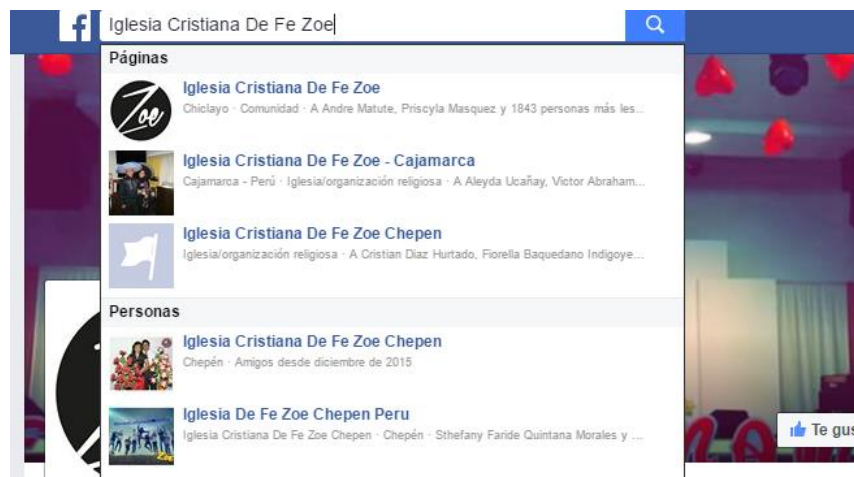 Iglesia Cristiana De Fe Zoe
Páginas
Iglesia Cristiana De Fe Zoe
Chiclayo · Comunidad · A Andre Matute, Priscyla Masquez y 1843 personas más les...
Iglesia Cristiana De Fe Zoe - Cajamarca
Cajamarca - Perú · Iglesia/organización religiosa · A Aleyda Ucañay, Victor Abraham...
Iglesia Cristiana De Fe Zoe Chepen
Iglesia/organización religiosa · A Cristian Diaz Hurtado, Fiorella Baquedano Indigoye...
Personas
Iglesia Cristiana De Fe Zoe Chepen
Chepén · Amigos desde diciembre de 2015
Iglesia De Fe Zoe Chepen Peru
Iglesia Cristiana De Fe Zoe Chepen · Chepén · Sthefany Faride Quintana Morales y ...
Zoe
Zoe
Te gus